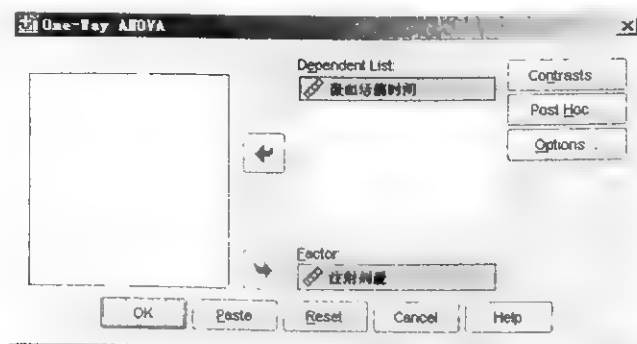 One-Way ANOVA
Dependent List:
凝血活酶时间
Contrasts
Post Hoc
Options
Factor
注射剂量
OK Paste Reset Cancel Help